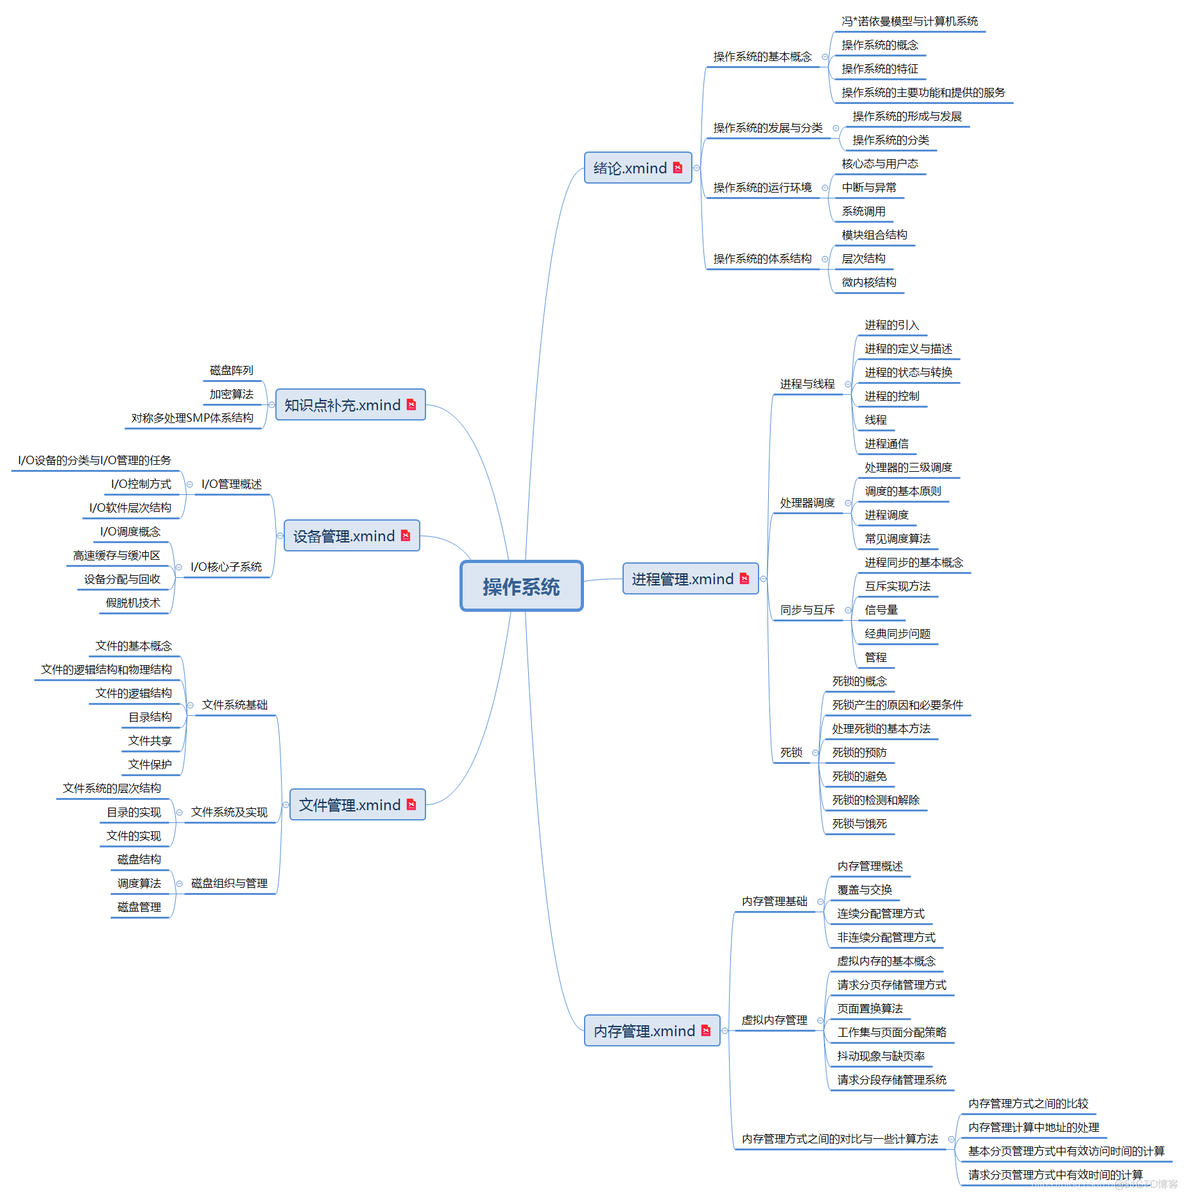 操作系统
绪论.xmind
操作系统的基本概念
冯*诺依曼模型与计算机系统
操作系统的概念
操作系统的特征
操作系统的主要功能和提供的服务
操作系统的发展与分类
操作系统的形成与发展
操作系统的分类
操作系统的运行环境
核心态与用户态
中断与异常
系统调用
操作系统的体系结构
模块组合结构
层次结构
微内核结构
进程管理.xmind
进程与线程
进程的引入
进程的定义与描述
进程的状态与转换
进程的控制
线程
进程通信
处理器调度
处理器的三级调度
调度的基本原则
进程调度
常见调度算法
同步与互斥
进程同步的基本概念
互斥实现方法
信号量
经典同步问题
管程
死锁
死锁的概念
死锁产生的原因和必要条件
处理死锁的基本方法
死锁的预防
死锁的避免
死锁的检测和解除
死锁与饿死
内存管理.xmind
内存管理基础
内存管理概述
覆盖与交换
连续分配管理方式
非连续分配管理方式
虚拟内存管理
虚拟内存的基本概念
请求分页存储管理方式
页面置换算法
工作集与页面分配策略
抖动现象与缺页率
请求分段存储管理系统
内存管理方式之间的对比与一些计算方法
内存管理方式之间的比较
内存管理计算中地址的处理
基本分页管理方式中有效访问时间的计算
请求分页管理方式中有效时间的计算
知识点补充.xmind
磁盘阵列
加密算法
对称多处理SMP体系结构
设备管理.xmind
I/O管理概述
I/O设备的分类与I/O管理的任务
I/O控制方式
I/O软件层次结构
I/O核心子系统
I/O调度概念
高速缓存与缓冲区
设备分配与回收
假脱机技术
文件管理.xmind
文件系统基础
文件的基本概念
文件的逻辑结构和物理结构
文件的逻辑结构
目录结构
文件共享
文件保护
文件系统及实现
文件系统的层次结构
目录的实现
文件的实现
磁盘组织与管理
磁盘结构
调度算法
磁盘管理